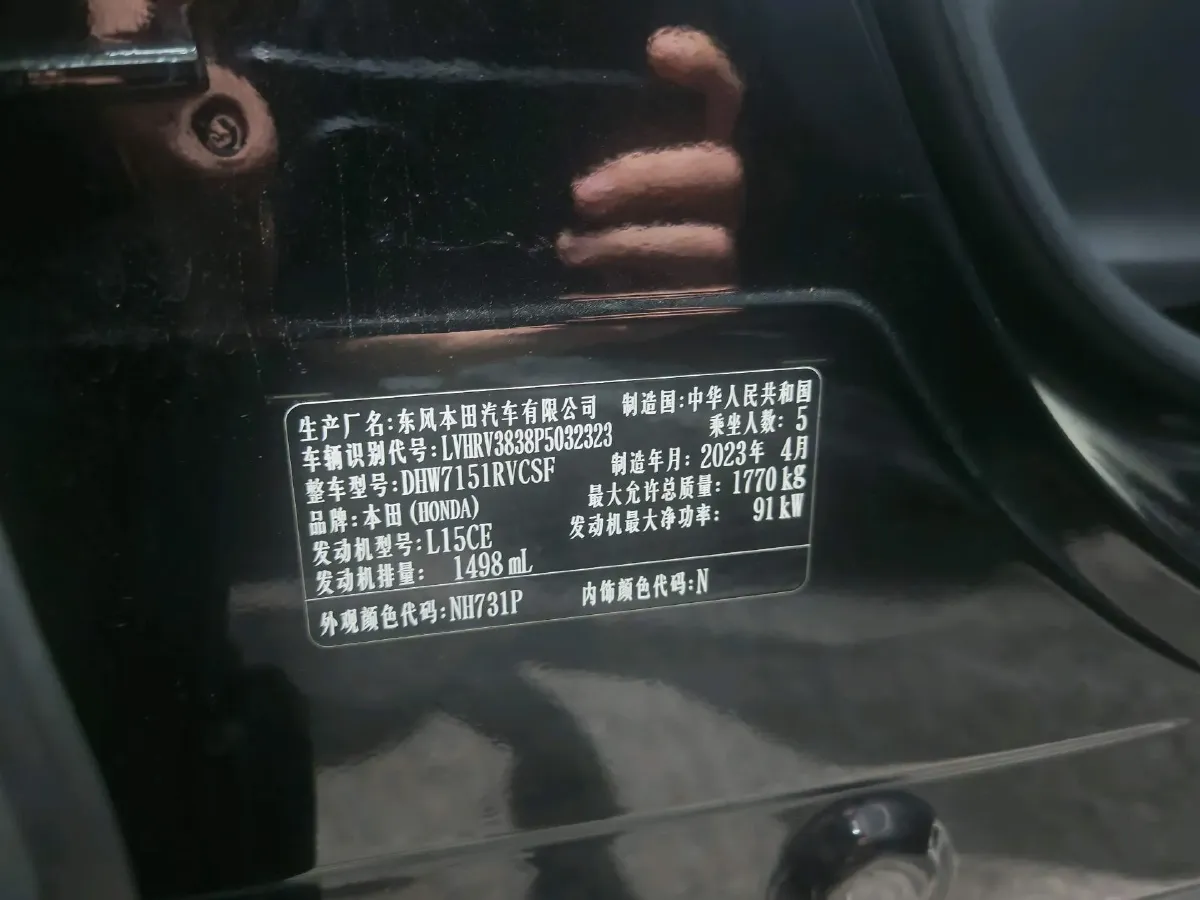 生产厂名:东风本田汽车有限公司 制造国:中华人民共和国
车辆识别代号:LVHRV3838P5032323 乘坐人数: 5
整车型号:DHW7151RVCSF 制造年月: 2023年 4月
品牌:本田(HONDA) 最大允许总质量: 1770 kg
发动机型号:L15CE 发动机最大净功率: 91 kW
发动机排量: 1498 mL
外观颜色代码:NH731P 内饰颜色代码:N